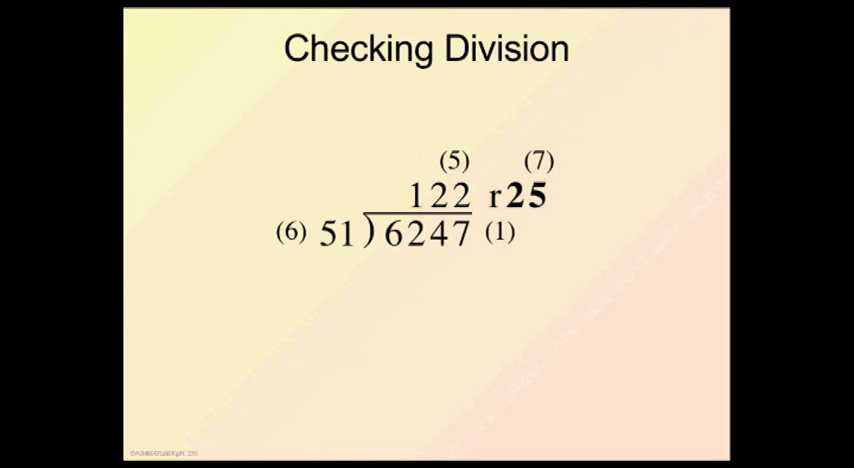 Checking Division
(5) (7)
122 r25
(6) 51)6247 (1)